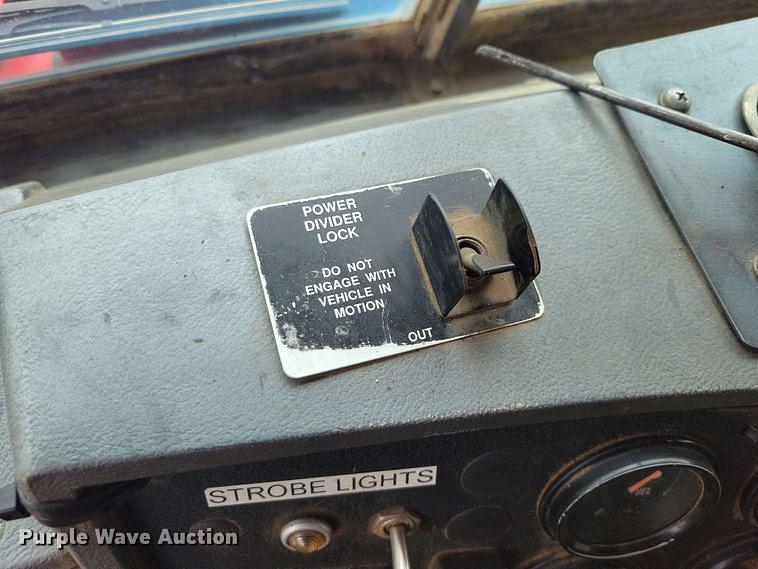 POWER
DIVIDER
LOCK
DO NOT
ENGAGE WITH
VEHICLE IN
MOTION
OUT
STROBE LIGHTS
Purple Wave Auction